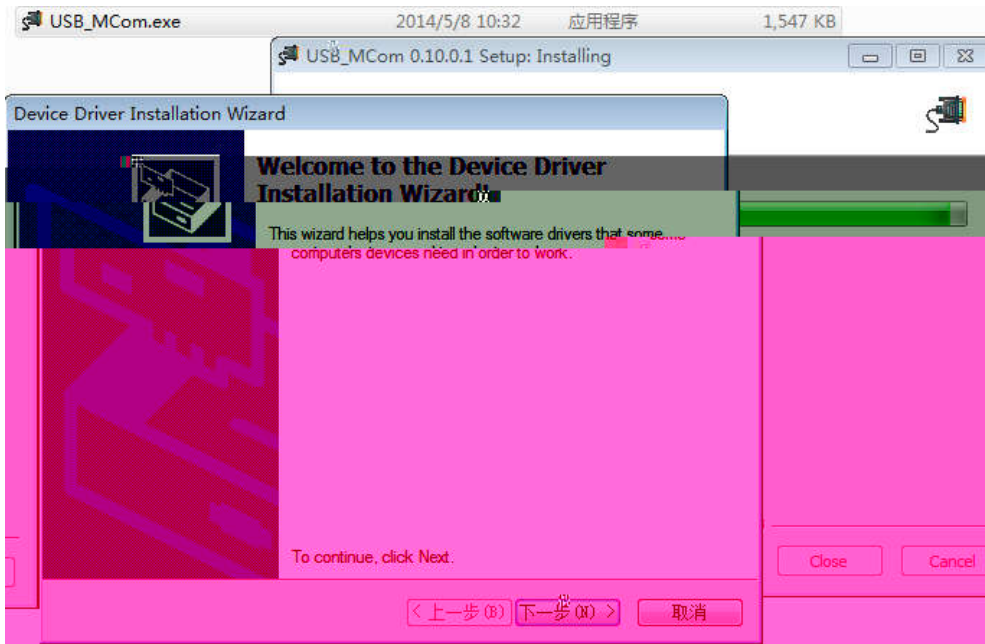 USB_MCom.exe 2014/5/8 10:32 应用程序 1,547 KB
USB_MCom 0.10.0.1 Setup: Installing
Device Driver Installation Wizard
Welcome to the Device Driver
Installation Wizard!
This wizard helps you install the software drivers that some
computers devices need in order to work.
To continue, click Next.
Close Cancel
< 上一步(B) 下一步(N) > 取消